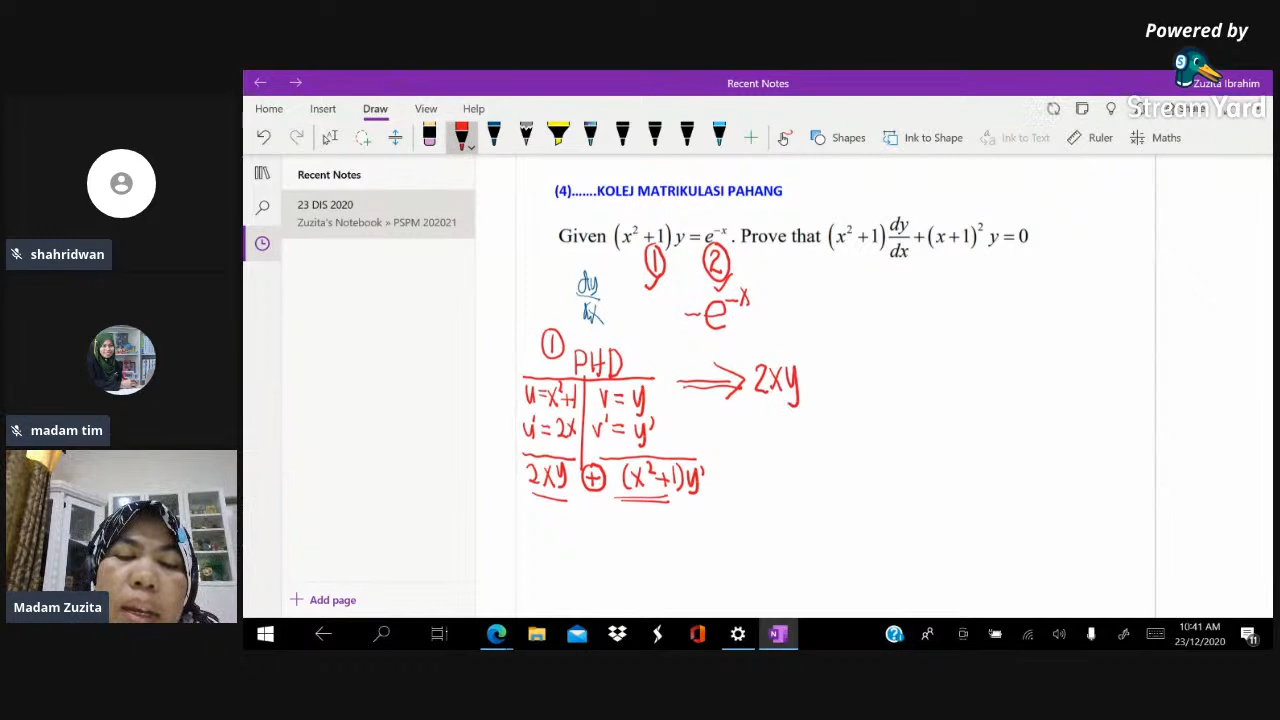 Powered by
StreamYard
Recent Notes
Zuzita Ibrahim
Home Insert Draw View Help
Shapes Ink to Shape Ink to Text Ruler Maths
Recent Notes
23 DIS 2020
Zuzita's Notebook » PSPM 202021
Add page
(4).......KOLEJ MATRIKULASI PAHANG
Given (x² +1) y = e⁻ˣ. Prove that (x² +1) dy/dx + (x+1)² y = 0
① ②
dy/dx
-e⁻ˣ
①
PHD
u=x²+1 v = y ⇒ 2xy
u' = 2x v' = y'
2xy ⊕ (x²+1)y'
shahridwan
madam tim
Madam Zuzita
10:41 AM
23/12/2020
11